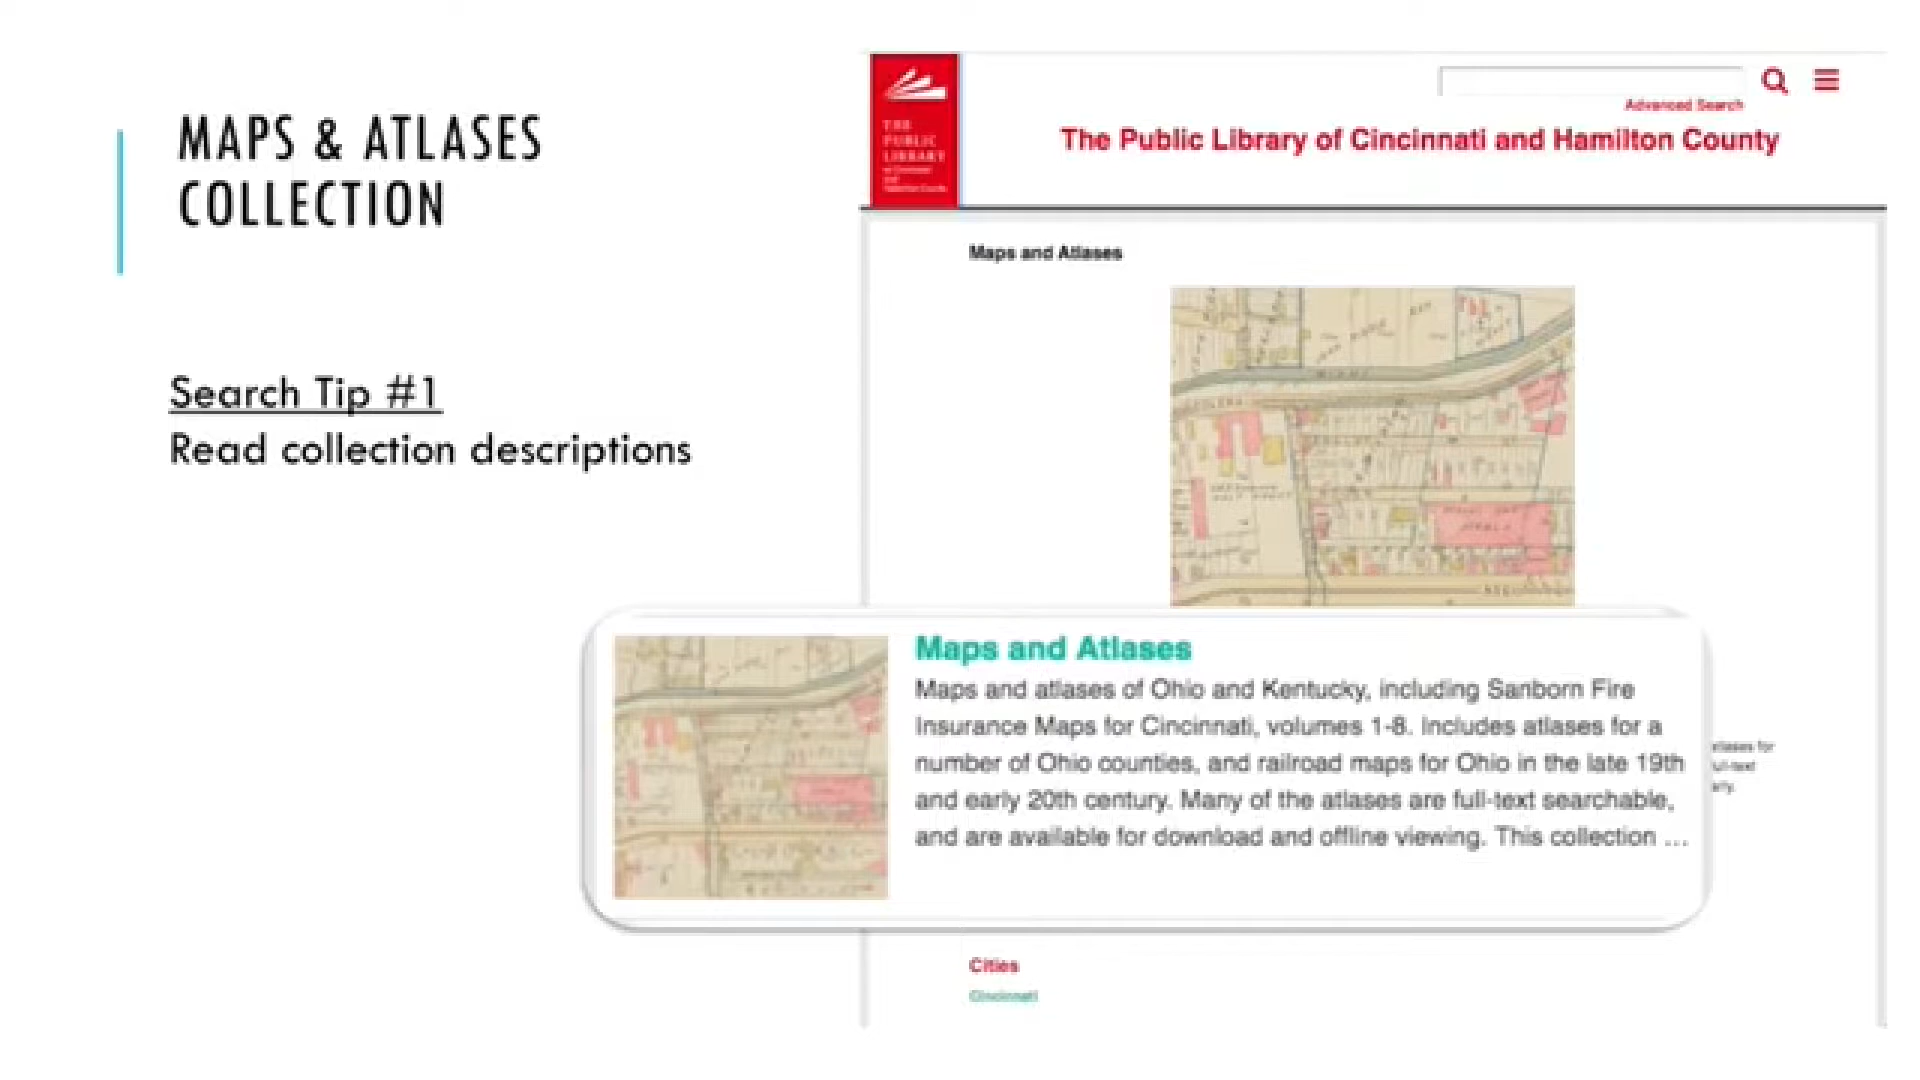 MAPS & ATLASES
COLLECTION
Search Tip #1
Read collection descriptions
THE
PUBLIC
LIBRARY
Advanced Search
The Public Library of Cincinnati and Hamilton County
Maps and Atlases
Maps and Atlases
Maps and atlases of Ohio and Kentucky, including Sanborn Fire
Insurance Maps for Cincinnati, volumes 1-8. Includes atlases for a
number of Ohio counties, and railroad maps for Ohio in the late 19th
and early 20th century. Many of the atlases are full-text searchable,
and are available for download and offline viewing. This collection ...
Cities
Cincinnati